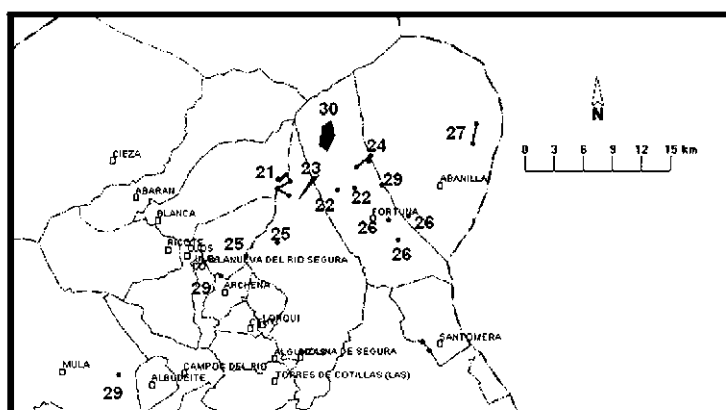 30
N
27
24
CIEZA
0 3 6 9 12 15 km
21
23
29
ABARAN
22
22
ABANILLA
BLANCA
FORTUNA
26
26
25
25
26
RICOTE
OJOS
VILLANUEVA DEL RIO SEGURA
29
ARCHENA
LORQUI
SANTOMERA
MOLINA DE SEGURA
MULA
CAMPOS DEL RIO
ALBUDEITE
TORRES DE COTILLAS (LAS)
29